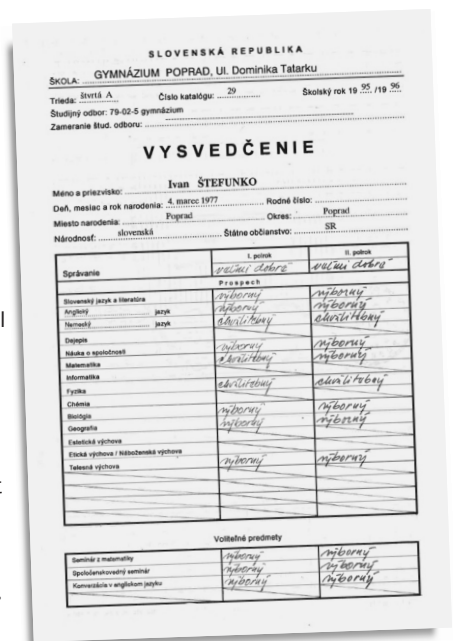 SLOVENSKÁ REPUBLIKA
ŠKOLA: GYMNÁZIUM POPRAD, Ul. Dominika Tatarku
Trieda: štvrtá A Číslo katalógu: 29 Školský rok 19 95 /19 96
Študijný odbor: 79-02-5 gymnázium
Zameranie štud. odboru:
VYSVEDČENIE
Meno a priezvisko: Ivan ŠTEFUNKO
Deň, mesiac a rok narodenia: 4. marec 1977 Rodné číslo:
Miesto narodenia: Poprad Okres: Poprad
Národnosť: slovenská Štátne občianstvo: SR
I. polrok II. polrok
Správanie veľmi dobré veľmi dobré
Prospech
Slovenský jazyk a literatúra výborný výborný
Anglický jazyk výborný výborný
Nemecký jazyk chválitebný chválitebný
Dejepis
Náuka o spoločnosti výborný výborný
Matematika chválitebný výborný
Informatika
Fyzika chválitebný chválitebný
Chémia
Biológia výborný výborný
Geografia výborný výborný
Estetická výchova
Etická výchova / Náboženská výchova
Telesná výchova výborný výborný
Voliteľné predmety
Seminár z matematiky výborný výborný
Spoločenskovedný seminár výborný výborný
Konverzácia v anglickom jazyku výborný výborný